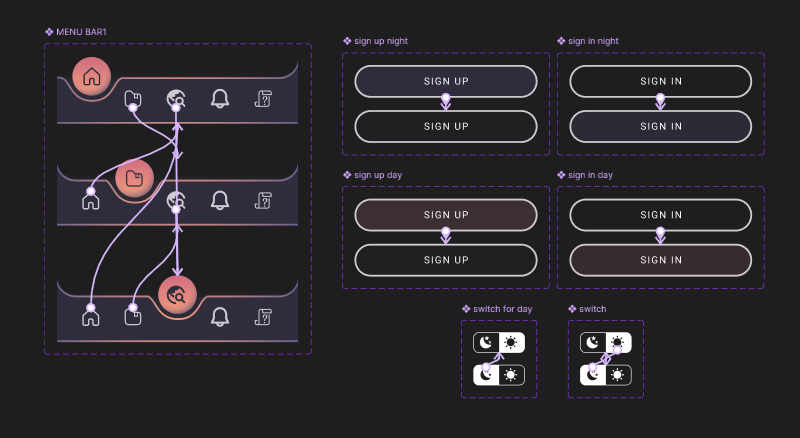 MENU BAR1
sign up night
sign in night
SIGN UP
SIGN IN
SIGN UP
SIGN IN
sign up day
sign in day
SIGN UP
SIGN IN
SIGN UP
SIGN IN
switch for day
switch